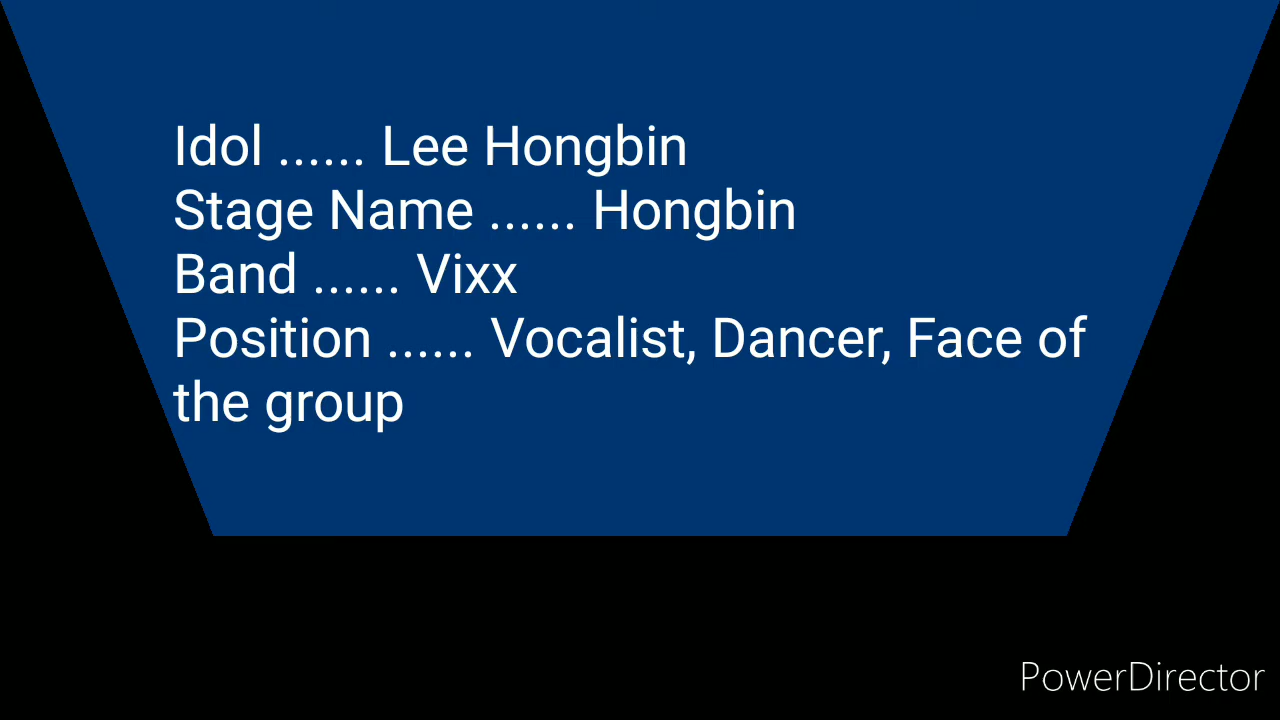 Idol ...... Lee Hongbin
Stage Name ...... Hongbin
Band ...... Vixx
Position ...... Vocalist, Dancer, Face of
the group
PowerDirector